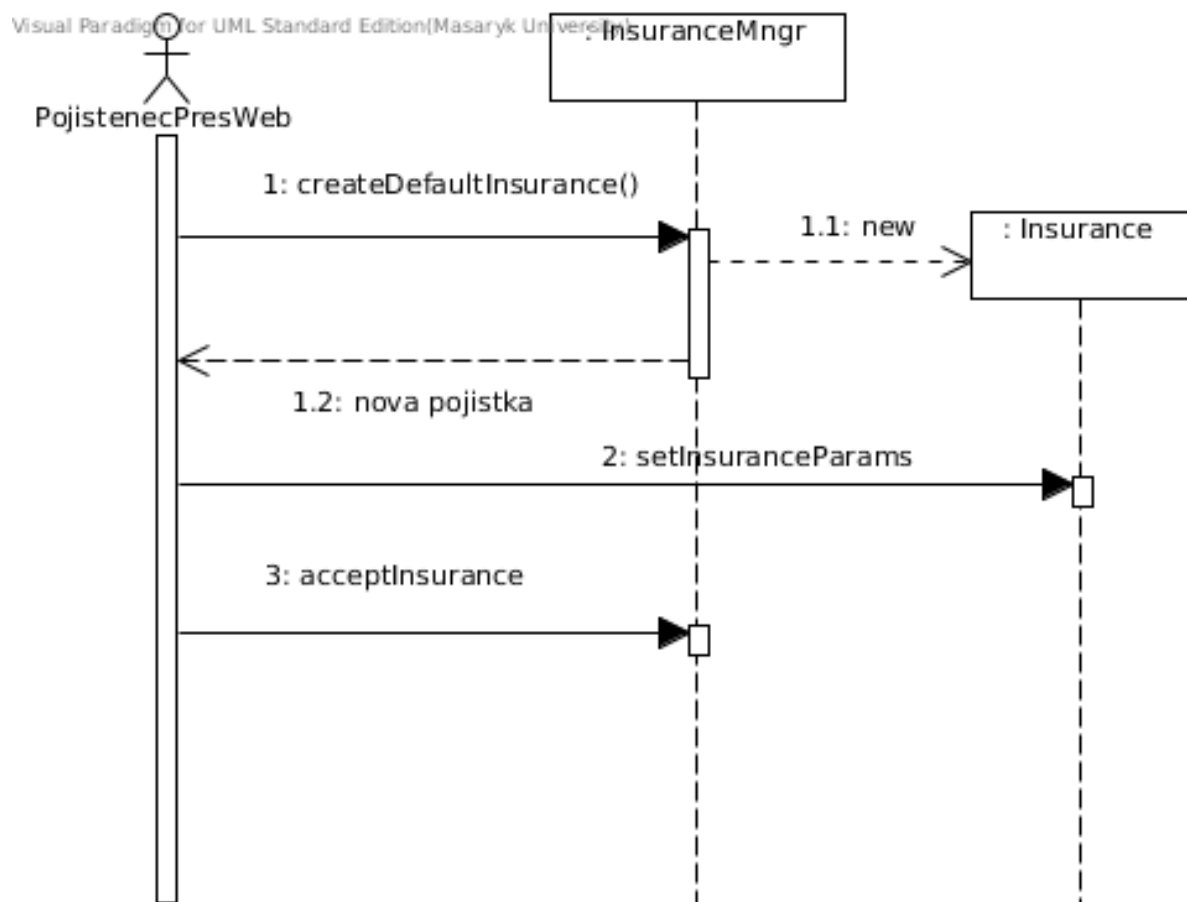 Visual Paradigm for UML Standard Edition(Masaryk University)
: InsuranceMngr
PojistenecPresWeb
1: createDefaultInsurance()
1.1: new
: Insurance
1.2: nova pojistka
2: setInsuranceParams
3: acceptInsurance